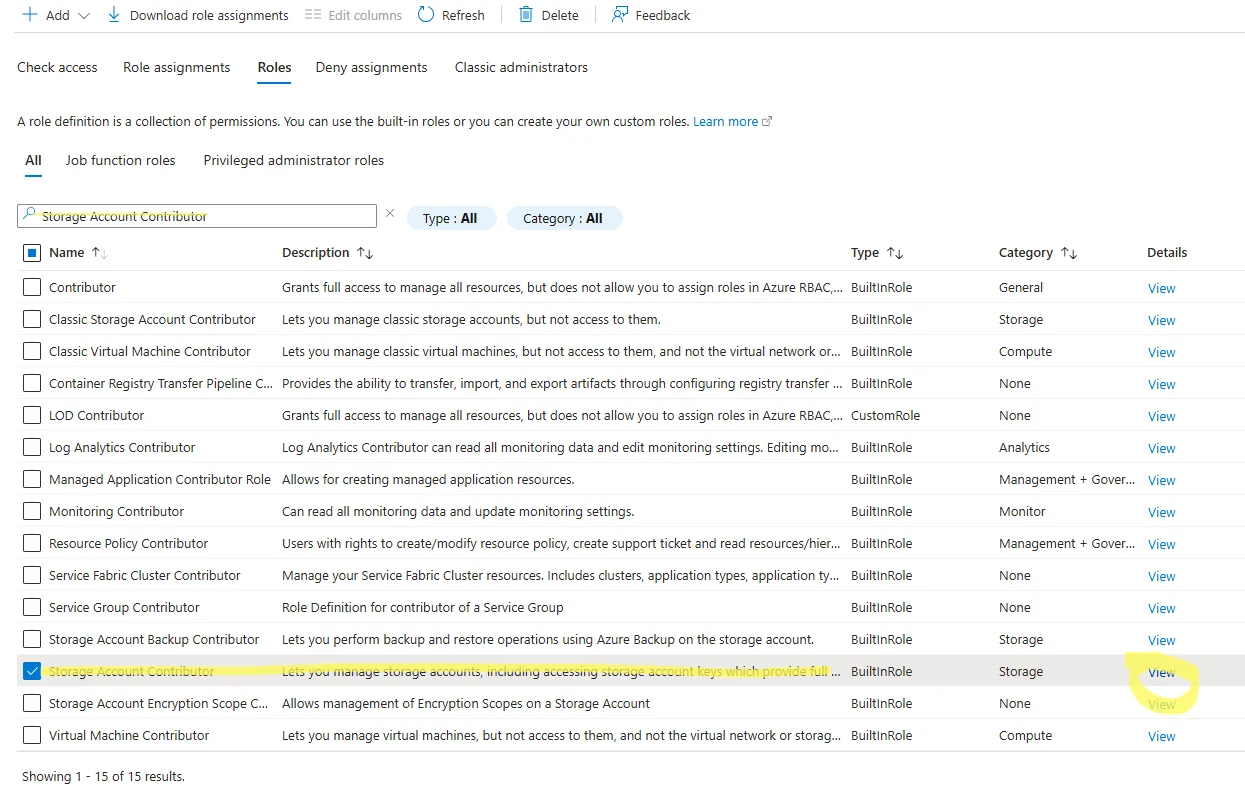 Add Download role assignments Edit columns Refresh Delete Feedback
Check access Role assignments Roles Deny assignments Classic administrators
A role definition is a collection of permissions. You can use the built-in roles or you can create your own custom roles. Learn more
All Job function roles Privileged administrator roles
Storage Account Contributor Type : All Category : All
Name Description Type Category Details
Contributor Grants full access to manage all resources, but does not allow you to assign roles in Azure RBAC,... BuiltInRole General View
Classic Storage Account Contributor Lets you manage classic storage accounts, but not access to them. BuiltInRole Storage View
Classic Virtual Machine Contributor Lets you manage classic virtual machines, but not access to them, and not the virtual network or... BuiltInRole Compute View
Container Registry Transfer Pipeline C... Provides the ability to transfer, import, and export artifacts through configuring registry transfer ... BuiltInRole None View
LOD Contributor Grants full access to manage all resources, but does not allow you to assign roles in Azure RBAC,... CustomRole None View
Log Analytics Contributor Log Analytics Contributor can read all monitoring data and edit monitoring settings. Editing mo... BuiltInRole Analytics View
Managed Application Contributor Role Allows for creating managed application resources. BuiltInRole Management + Gover... View
Monitoring Contributor Can read all monitoring data and update monitoring settings. BuiltInRole Monitor View
Resource Policy Contributor Users with rights to create/modify resource policy, create support ticket and read resources/hier... BuiltInRole Management + Gover... View
Service Fabric Cluster Contributor Manage your Service Fabric Cluster resources. Includes clusters, application types, application ty... BuiltInRole None View
Service Group Contributor Role Definition for contributor of a Service Group BuiltInRole None View
Storage Account Backup Contributor Lets you perform backup and restore operations using Azure Backup on the storage account. BuiltInRole Storage View
Storage Account Contributor Lets you manage storage accounts, including accessing storage account keys which provide full ... BuiltInRole Storage View
Storage Account Encryption Scope C... Allows management of Encryption Scopes on a Storage Account BuiltInRole None View
Virtual Machine Contributor Lets you manage virtual machines, but not access to them, and not the virtual network or storag... BuiltInRole Compute View
Showing 1 - 15 of 15 results.